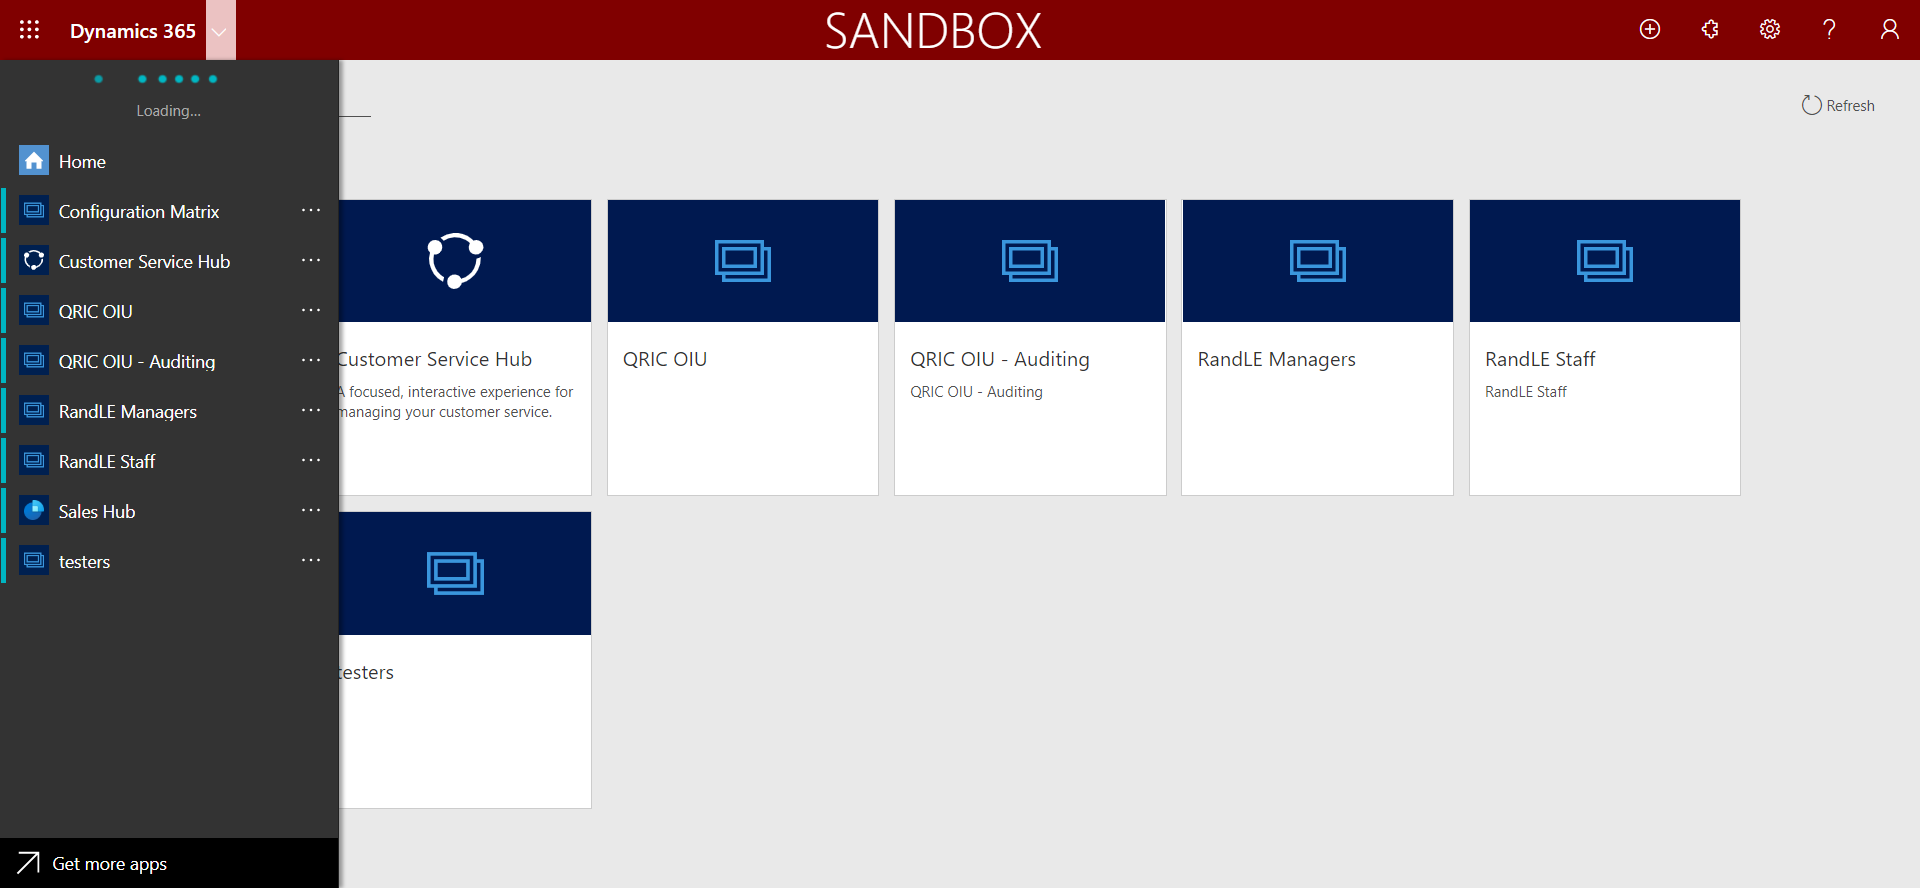 Dynamics 365
SANDBOX
Loading...
Refresh
Home
Configuration Matrix
Customer Service Hub
QRIC OIU
QRIC OIU - Auditing
RandLE Managers
RandLE Staff
Sales Hub
testers
Get more apps
Customer Service Hub
A focused, interactive experience for
managing your customer service.
QRIC OIU
QRIC OIU - Auditing
QRIC OIU - Auditing
RandLE Managers
RandLE Staff
RandLE Staff
testers